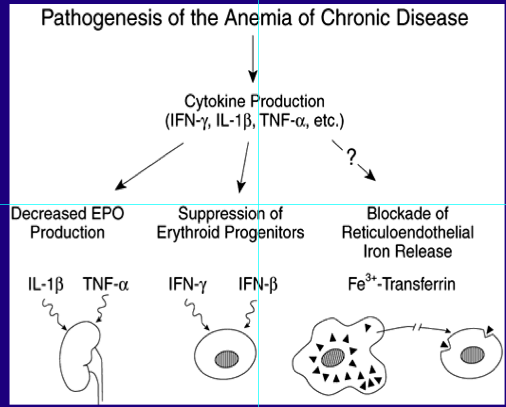 Pathogenesis of the Anemia of Chronic Disease
Cytokine Production
(IFN-γ, IL-1β, TNF-α, etc.)
?
Decreased EPO
Production
Suppression of
Erythroid Progenitors
Blockade of
Reticuloendothelial
Iron Release
IL-1β TNF-α
IFN-γ IFN-β
Fe³⁺-Transferrin